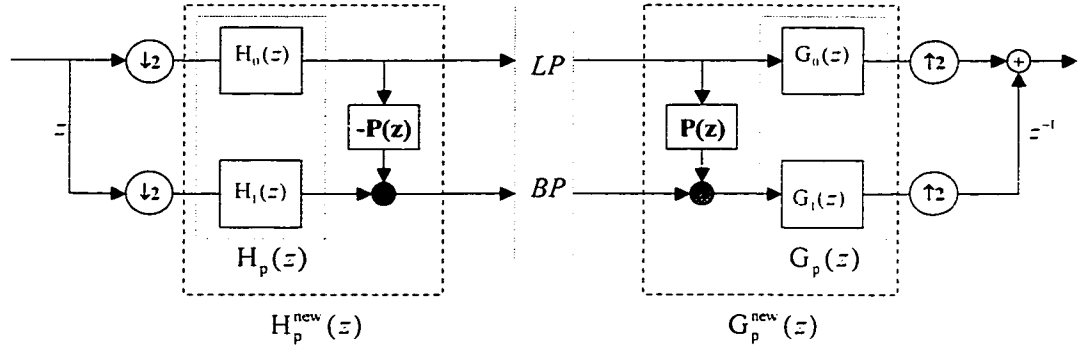 ↓2 H₀(z) LP G₀(z) ↑2 +
z -P(z) P(z) z⁻¹
↓2 H₁(z) BP G₁(z) ↑2
Hₚ(z) Gₚ(z)
Hₚⁿᵉʷ(z) Gₚⁿᵉʷ(z)